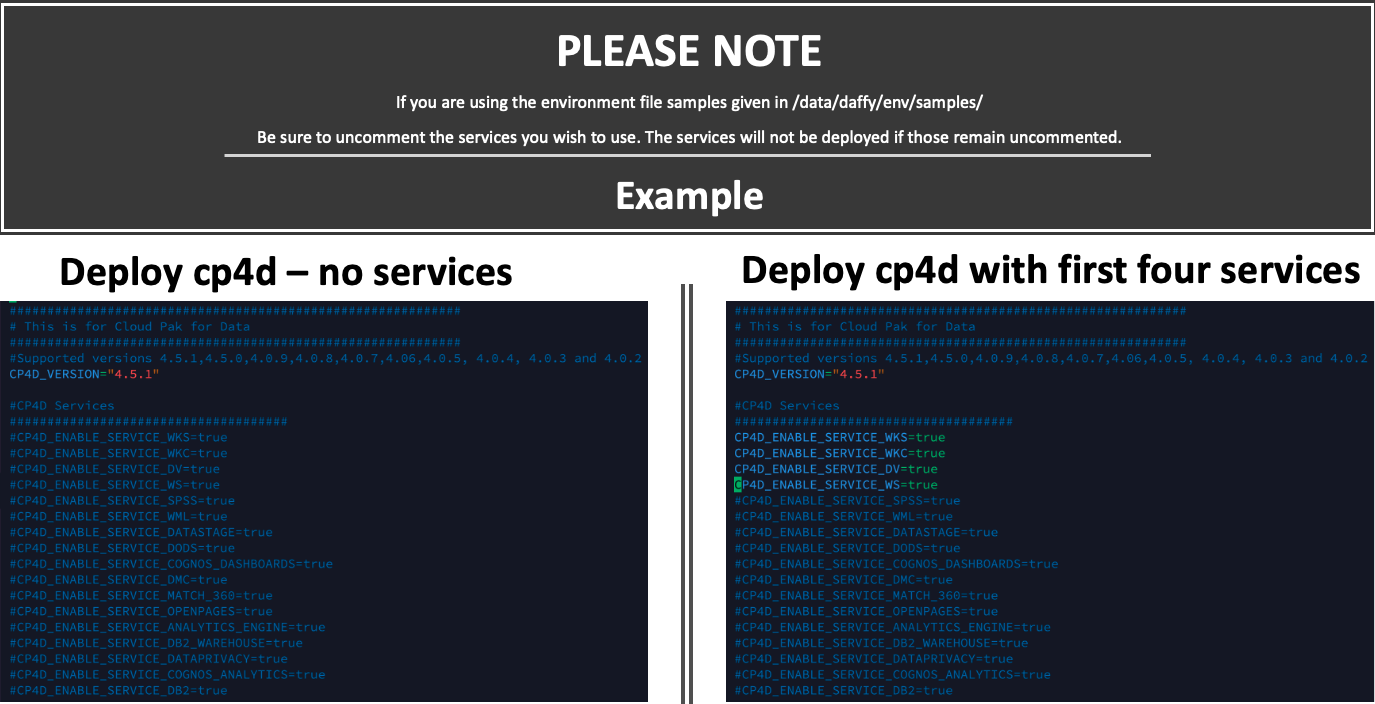 PLEASE NOTE
If you are using the environment file samples given in /data/daffy/env/samples/
Be sure to uncomment the services you wish to use. The services will not be deployed if those remain uncommented.
Example
Deploy cp4d – no services
############################################################
# This is for Cloud Pak for Data
############################################################
#Supported versions 4.5.1,4.5.0,4.0.9,4.0.8,4.0.7,4.06,4.0.5, 4.0.4, 4.0.3 and 4.0.2
CP4D_VERSION="4.5.1"
#CP4D Services
#####################################
#CP4D_ENABLE_SERVICE_WKS=true
#CP4D_ENABLE_SERVICE_WKC=true
#CP4D_ENABLE_SERVICE_DV=true
#CP4D_ENABLE_SERVICE_WS=true
#CP4D_ENABLE_SERVICE_SPSS=true
#CP4D_ENABLE_SERVICE_WML=true
#CP4D_ENABLE_SERVICE_DATASTAGE=true
#CP4D_ENABLE_SERVICE_DODS=true
#CP4D_ENABLE_SERVICE_COGNOS_DASHBOARDS=true
#CP4D_ENABLE_SERVICE_DMC=true
#CP4D_ENABLE_SERVICE_MATCH_360=true
#CP4D_ENABLE_SERVICE_OPENPAGES=true
#CP4D_ENABLE_SERVICE_ANALYTICS_ENGINE=true
#CP4D_ENABLE_SERVICE_DB2_WAREHOUSE=true
#CP4D_ENABLE_SERVICE_DATAPRIVACY=true
#CP4D_ENABLE_SERVICE_COGNOS_ANALYTICS=true
#CP4D_ENABLE_SERVICE_DB2=true
Deploy cp4d with first four services
############################################################
# This is for Cloud Pak for Data
############################################################
#Supported versions 4.5.1,4.5.0,4.0.9,4.0.8,4.0.7,4.06,4.0.5, 4.0.4, 4.0.3 and 4.0.2
CP4D_VERSION="4.5.1"
#CP4D Services
#####################################
CP4D_ENABLE_SERVICE_WKS=true
CP4D_ENABLE_SERVICE_WKC=true
CP4D_ENABLE_SERVICE_DV=true
CP4D_ENABLE_SERVICE_WS=true
#CP4D_ENABLE_SERVICE_SPSS=true
#CP4D_ENABLE_SERVICE_WML=true
#CP4D_ENABLE_SERVICE_DATASTAGE=true
#CP4D_ENABLE_SERVICE_DODS=true
#CP4D_ENABLE_SERVICE_COGNOS_DASHBOARDS=true
#CP4D_ENABLE_SERVICE_DMC=true
#CP4D_ENABLE_SERVICE_MATCH_360=true
#CP4D_ENABLE_SERVICE_OPENPAGES=true
#CP4D_ENABLE_SERVICE_ANALYTICS_ENGINE=true
#CP4D_ENABLE_SERVICE_DB2_WAREHOUSE=true
#CP4D_ENABLE_SERVICE_DATAPRIVACY=true
#CP4D_ENABLE_SERVICE_COGNOS_ANALYTICS=true
#CP4D_ENABLE_SERVICE_DB2=true